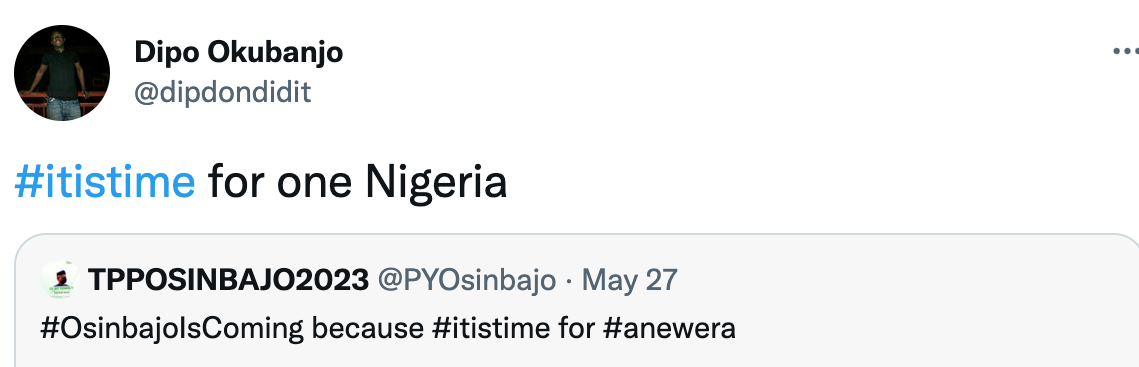 Dipo Okubanjo
@dipdondidit
#itistime for one Nigeria
TPPOSINBAJO2023 @PYOsinbajo · May 27
#OsinbajoIsComing because #itistime for #anewera